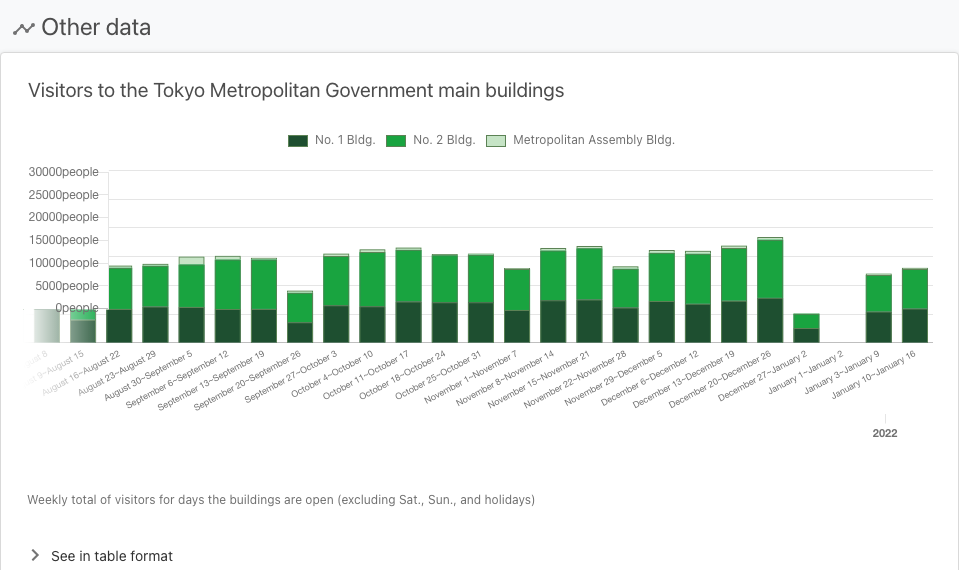 Other data
Visitors to the Tokyo Metropolitan Government main buildings
No. 1 Bldg. No. 2 Bldg. Metropolitan Assembly Bldg.
30000people
25000people
20000people
15000people
10000people
5000people
0people
August 15
August 16~August 22
August 23~August 29
August 30~September 5
September 6~September 12
September 13~September 19
September 20~September 26
September 27~October 3
October 4~October 10
October 11~October 17
October 18~October 24
October 25~October 31
November 1~November 7
November 8~November 14
November 15~November 21
November 22~November 28
November 29~December 5
December 6~December 12
December 13~December 19
December 20~December 26
December 27~January 2
January 1~January 2
January 3~January 9
January 10~January 16
2022
Weekly total of visitors for days the buildings are open (excluding Sat., Sun., and holidays)
See in table format